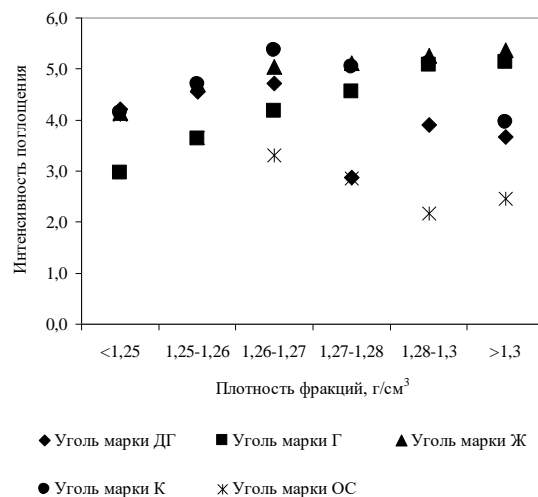 6,0
5,0
4,0
3,0
2,0
1,0
0,0
Интенсивность поглощения
<1,25 1,25-1,26 1,26-1,27 1,27-1,28 1,28-1,3 >1,3
Плотность фракций, г/см³
Уголь марки ДГ Уголь марки Г Уголь марки Ж
Уголь марки К Уголь марки ОС